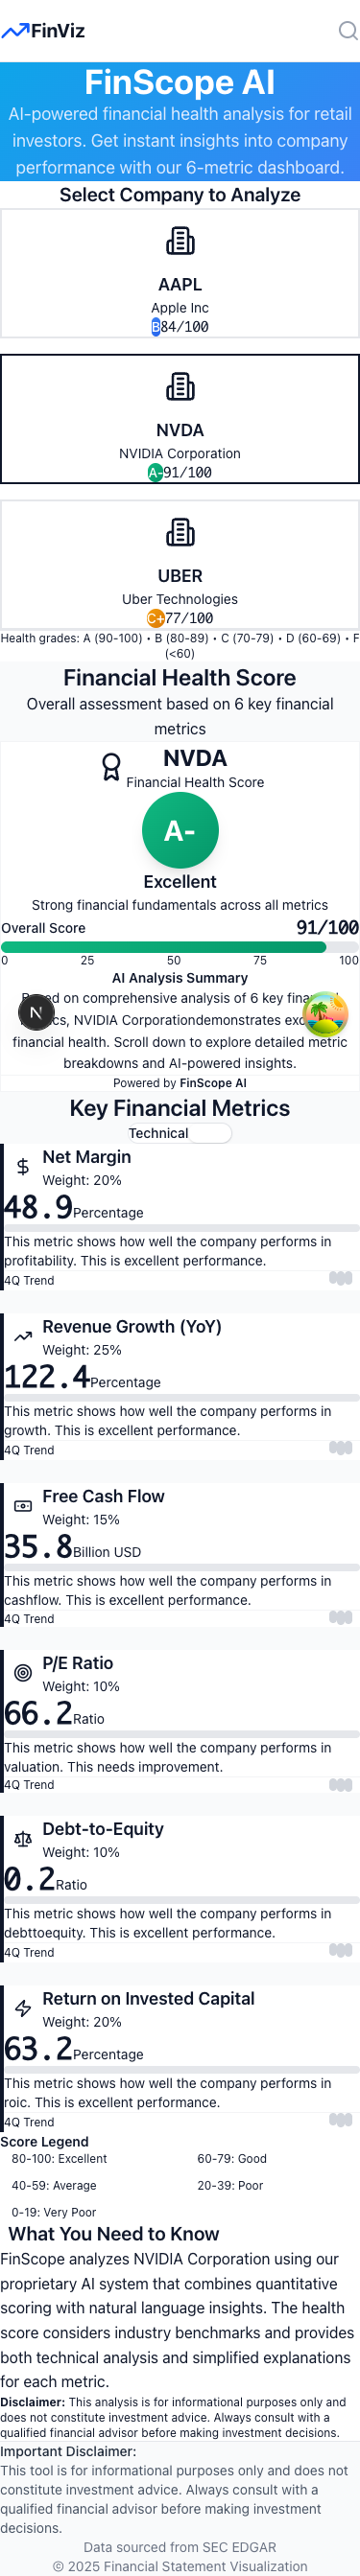 FinViz
FinScope AI
AI-powered financial health analysis for retail
investors. Get instant insights into company
performance with our 6-metric dashboard.
Select Company to Analyze
AAPL
Apple Inc
B 84/100
NVDA
NVIDIA Corporation
A- 91/100
UBER
Uber Technologies
C+ 77/100
Health grades: A (90-100) • B (80-89) • C (70-79) • D (60-69) • F
(<60)
Financial Health Score
Overall assessment based on 6 key financial
metrics
NVDA
Financial Health Score
A-
Excellent
Strong financial fundamentals across all metrics
Overall Score 91/100
0 25 50 75 100
AI Analysis Summary
on comprehensive analysis of 6 key
NVIDIA Corporationdemonstrates
financial health. Scroll down to explore detailed metric
breakdowns and AI-powered insights.
Powered by FinScope AI
Key Financial Metrics
Technical
Net Margin
Weight: 20%
48.9 Percentage
This metric shows how well the company performs in
profitability. This is excellent performance.
4Q Trend
Revenue Growth (YoY)
Weight: 25%
122.4 Percentage
This metric shows how well the company performs in
growth. This is excellent performance.
4Q Trend
Free Cash Flow
Weight: 15%
35.8 Billion USD
This metric shows how well the company performs in
cashflow. This is excellent performance.
4Q Trend
P/E Ratio
Weight: 10%
66.2 Ratio
This metric shows how well the company performs in
valuation. This needs improvement.
4Q Trend
Debt-to-Equity
Weight: 10%
0.2 Ratio
This metric shows how well the company performs in
debttoequity. This is excellent performance.
4Q Trend
Return on Invested Capital
Weight: 20%
63.2 Percentage
This metric shows how well the company performs in
roic. This is excellent performance.
4Q Trend
Score Legend
80-100: Excellent 60-79: Good
40-59: Average 20-39: Poor
0-19: Very Poor
What You Need to Know
FinScope analyzes NVIDIA Corporation using our
proprietary AI system that combines quantitative
scoring with natural language insights. The health
score considers industry benchmarks and provides
both technical analysis and simplified explanations
for each metric.
Disclaimer: This analysis is for informational purposes only and
does not constitute investment advice. Always consult with a
qualified financial advisor before making investment decisions.
Important Disclaimer:
This tool is for informational purposes only and does not
constitute investment advice. Always consult with a
qualified financial advisor before making investment
decisions.
Data sourced from SEC EDGAR
© 2025 Financial Statement Visualization